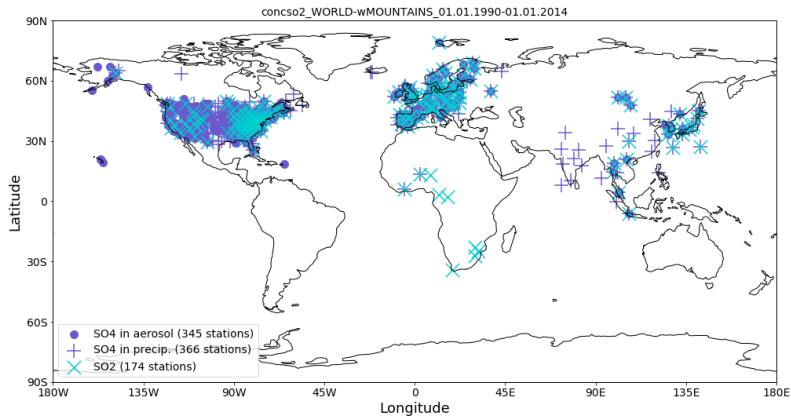 concso2_WORLD-wMOUNTAINS_01.01.1990-01.01.2014
90N
60N
30N
0
30S
60S
90S
Latitude
SO4 in aerosol (345 stations)
SO4 in precip. (366 stations)
SO2 (174 stations)
180W 135W 90W 45W 0 45E 90E 135E 180E
Longitude